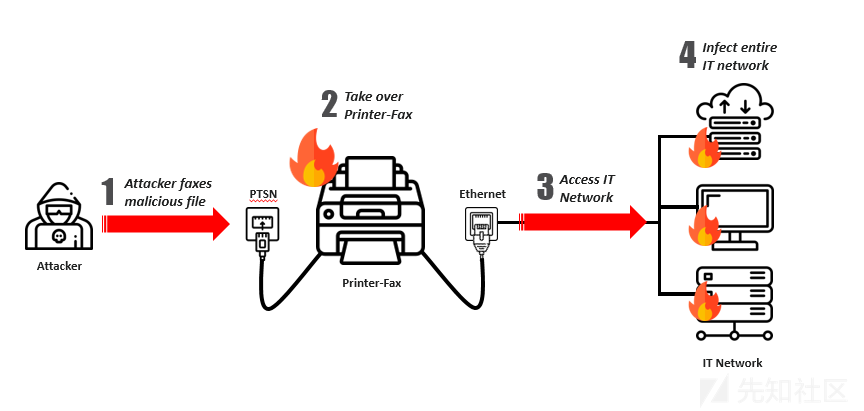 4 Infect entire
IT network
2 Take over
Printer-Fax
1 Attacker faxes
malicious file
PTSN
Ethernet
3 Access IT
Network
Attacker
Printer-Fax
IT Network
先知社区